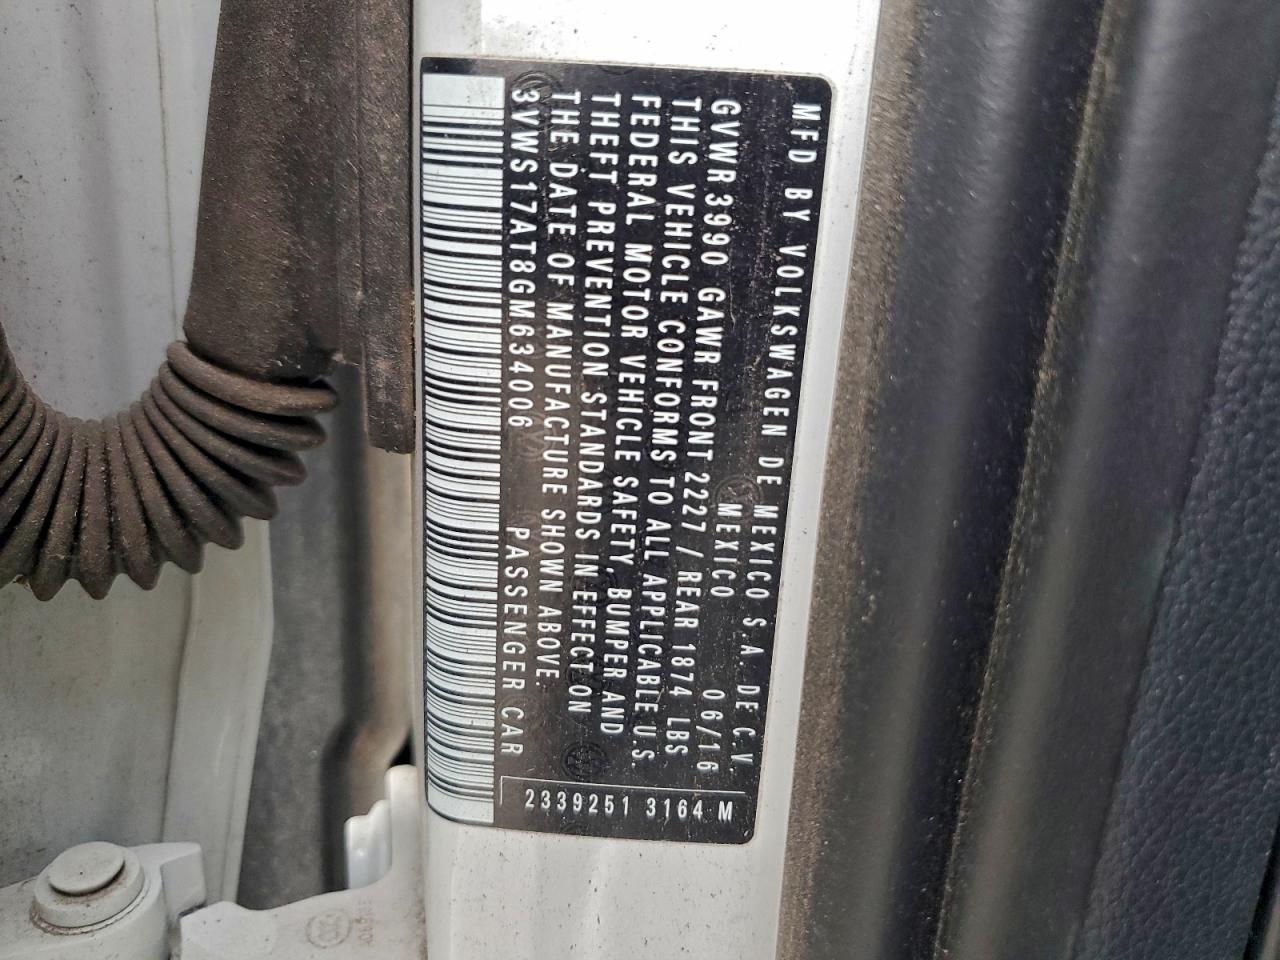 MFD BY VOLKSWAGEN DE MEXICO S.A. DE C.V.
MEXICO 06/16
GVWR 3990 GAWR FRONT 2227 / REAR 1874 LBS
THIS VEHICLE CONFORMS TO ALL APPLICABLE U.S.
FEDERAL MOTOR VEHICLE SAFETY, BUMPER AND
THEFT PREVENTION STANDARDS IN EFFECT ON
THE DATE OF MANUFACTURE SHOWN ABOVE.
3VWS17AT8GM634006 PASSENGER CAR
2339251 3164 M